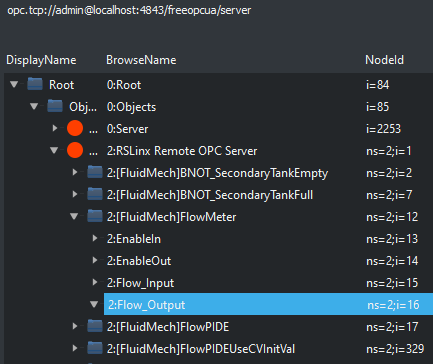 opc.tcp://admin@localhost:4843/freeopcua/server
DisplayName BrowseName NodeId
Root 0:Root i=84
Obj... 0:Objects i=85
... 0:Server i=2253
... 2:RSLinx Remote OPC Server ns=2;i=1
2:[FluidMech]BNOT_SecondaryTankEmpty ns=2;i=2
2:[FluidMech]BNOT_SecondaryTankFull ns=2;i=7
2:[FluidMech]FlowMeter ns=2;i=12
2:EnableIn ns=2;i=13
2:EnableOut ns=2;i=14
2:Flow_Input ns=2;i=15
2:Flow_Output ns=2;i=16
2:[FluidMech]FlowPIDE ns=2;i=17
2:[FluidMech]FlowPIDEUseCVInitVal ns=2;i=329